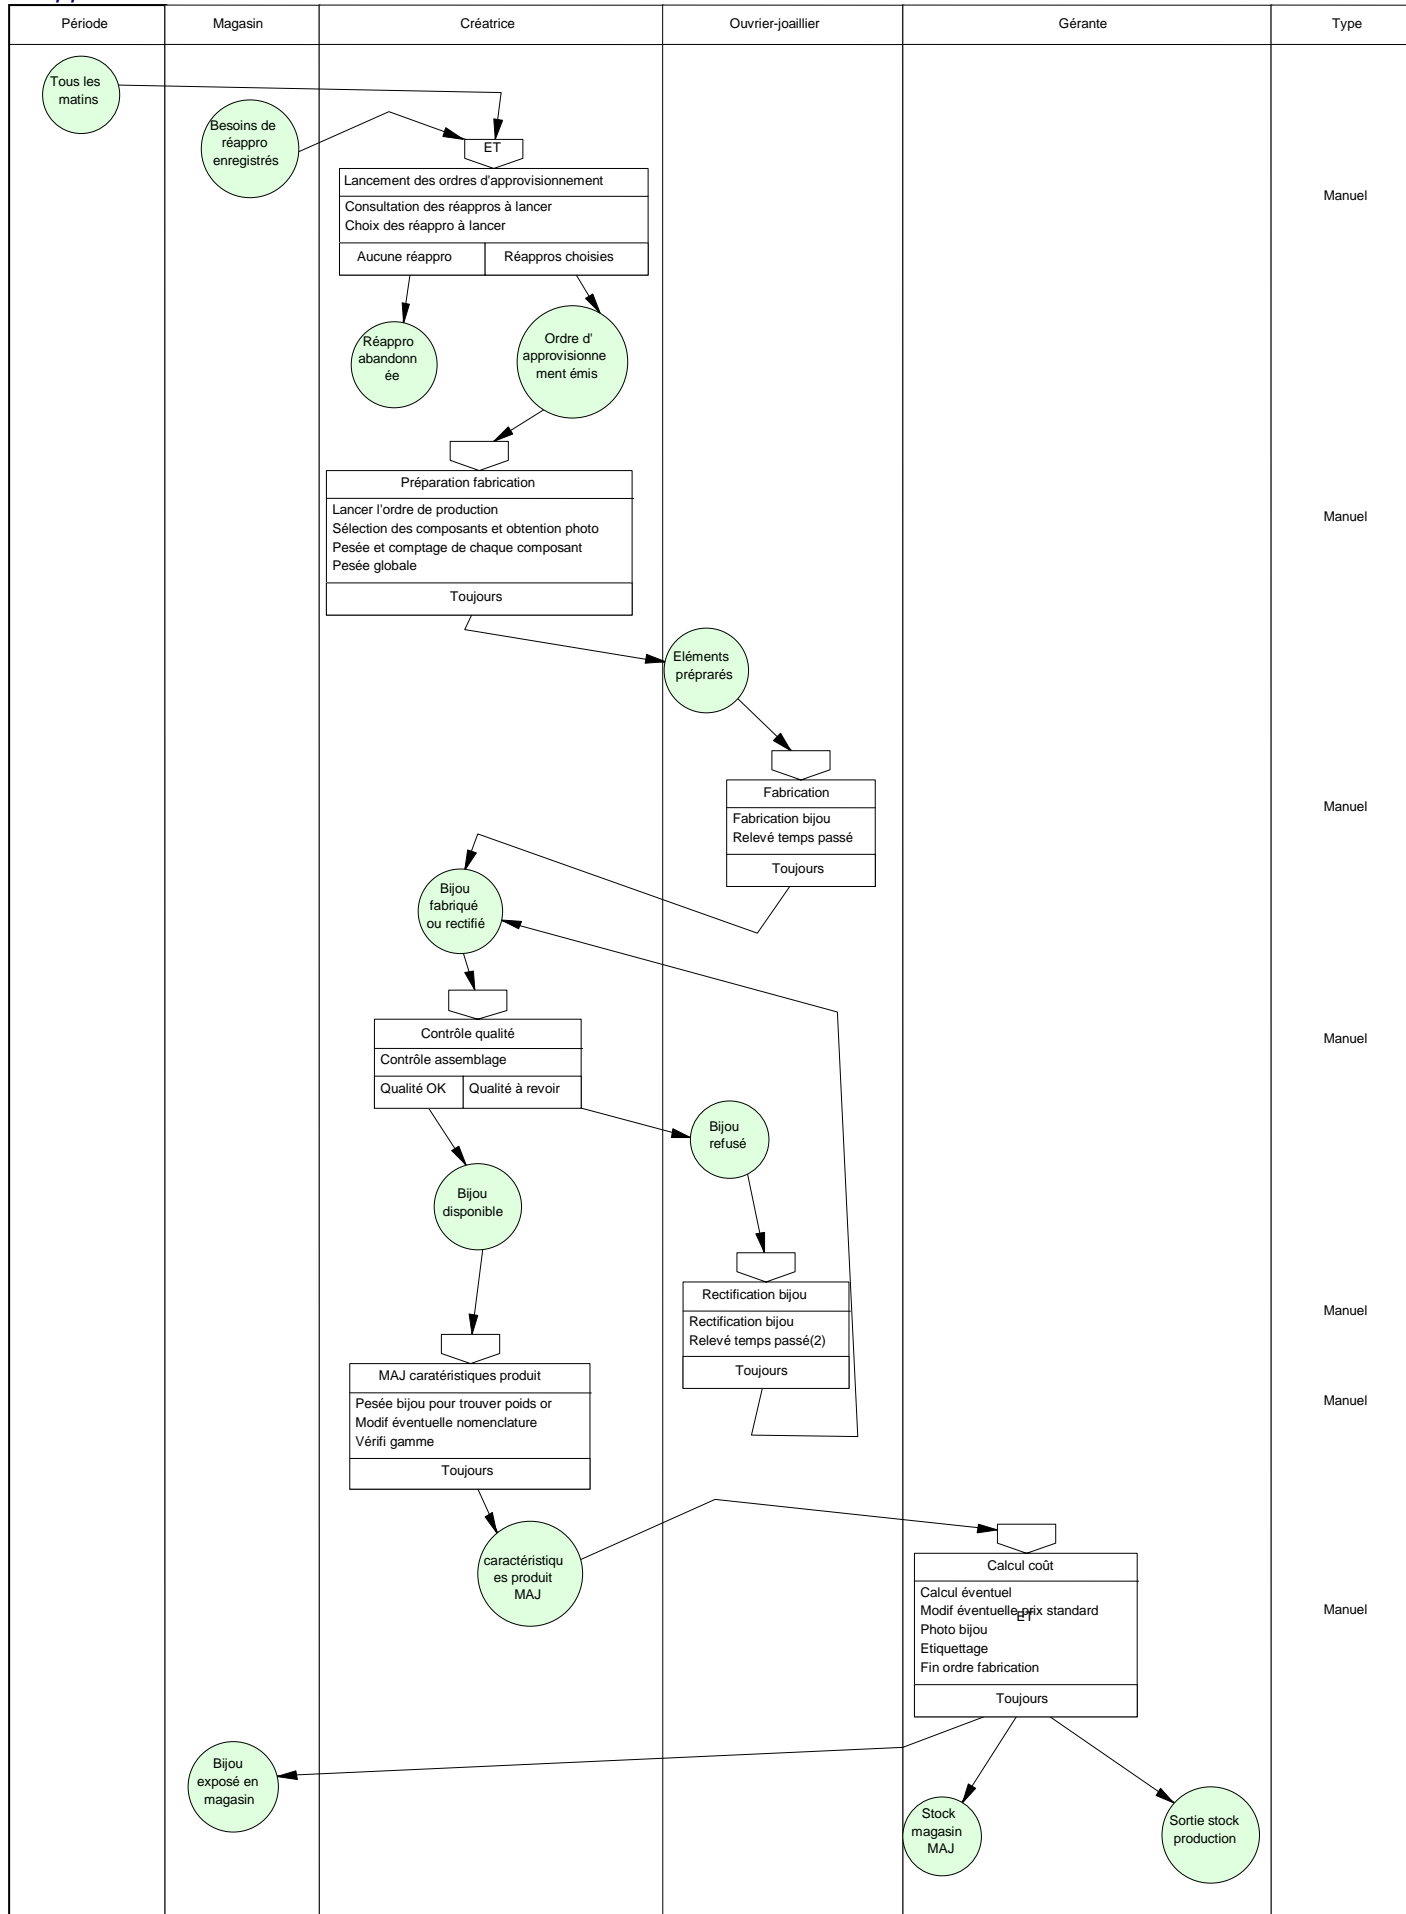 Période
Magasin
Créatrice
Ouvrier-joaillier
Gérante
Type
Tous les
matins
Besoins de
réappro
enregistrés
ET
Lancement des ordres d'approvisionnement
Consultation des réappros à lancer
Choix des réappro à lancer
Aucune réappro
Réappros choisies
Manuel
Réappro
abandonn
ée
Ordre d'
approvisionne
ment émis
Préparation fabrication
Lancer l'ordre de production
Sélection des composants et obtention photo
Pesée et comptage de chaque composant
Pesée globale
Toujours
Manuel
Eléments
préprarés
Fabrication
Fabrication bijou
Relevé temps passé
Toujours
Manuel
Bijou
fabriqué
ou rectifié
Contrôle qualité
Contrôle assemblage
Qualité OK
Qualité à revoir
Manuel
Bijou
refusé
Bijou
disponible
Rectification bijou
Rectification bijou
Relevé temps passé(2)
Toujours
Manuel
MAJ caratéristiques produit
Pesée bijou pour trouver poids or
Modif éventuelle nomenclature
Vérifi gamme
Toujours
Manuel
caractéristiqu
es produit
MAJ
Calcul coût
Calcul éventuel
Modif éventuelle prix standard
ET
Photo bijou
Etiquettage
Fin ordre fabrication
Toujours
Manuel
Bijou
exposé en
magasin
Stock
magasin
MAJ
Sortie stock
production